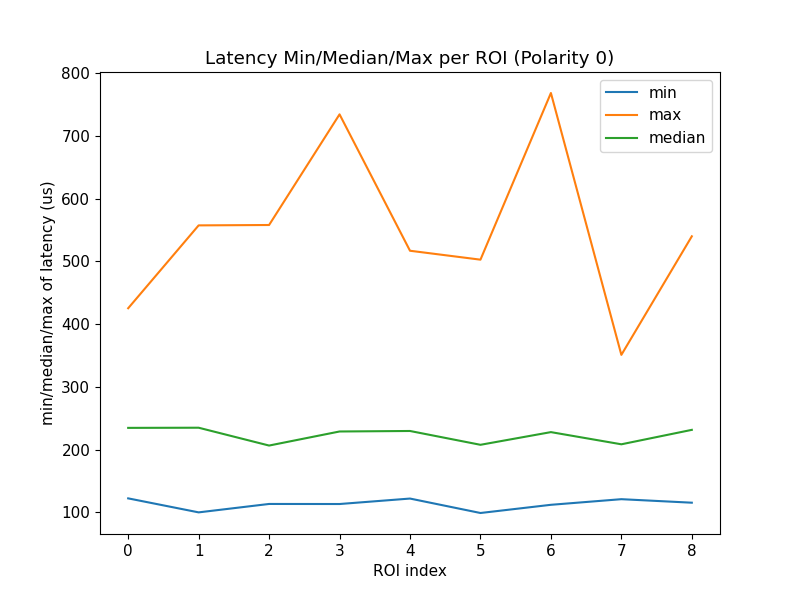 Latency Min/Median/Max per ROI (Polarity 0)
min
max
median
800
700
600
500
400
300
200
100
min/median/max of latency (us)
0 1 2 3 4 5 6 7 8
ROI index